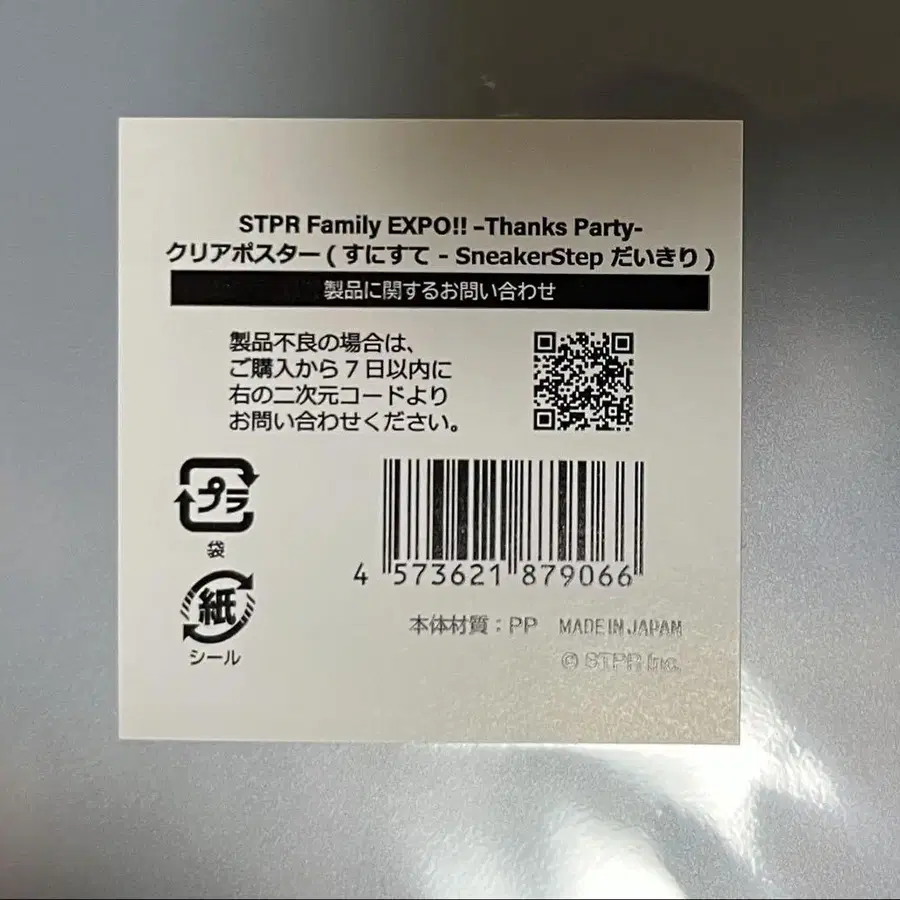 STPR Family EXPO!! -Thanks Party-
クリアポスター ( すにすて - SneakerStep だいきり )
製品に関するお問い合わせ
製品不良の場合は、
ご購入から 7 日以内に
右の二次元コードより
お問い合わせください。
プラ
袋
紙
シール
4 573621 879066
本体材質：PP MADE IN JAPAN
© STPR Inc.